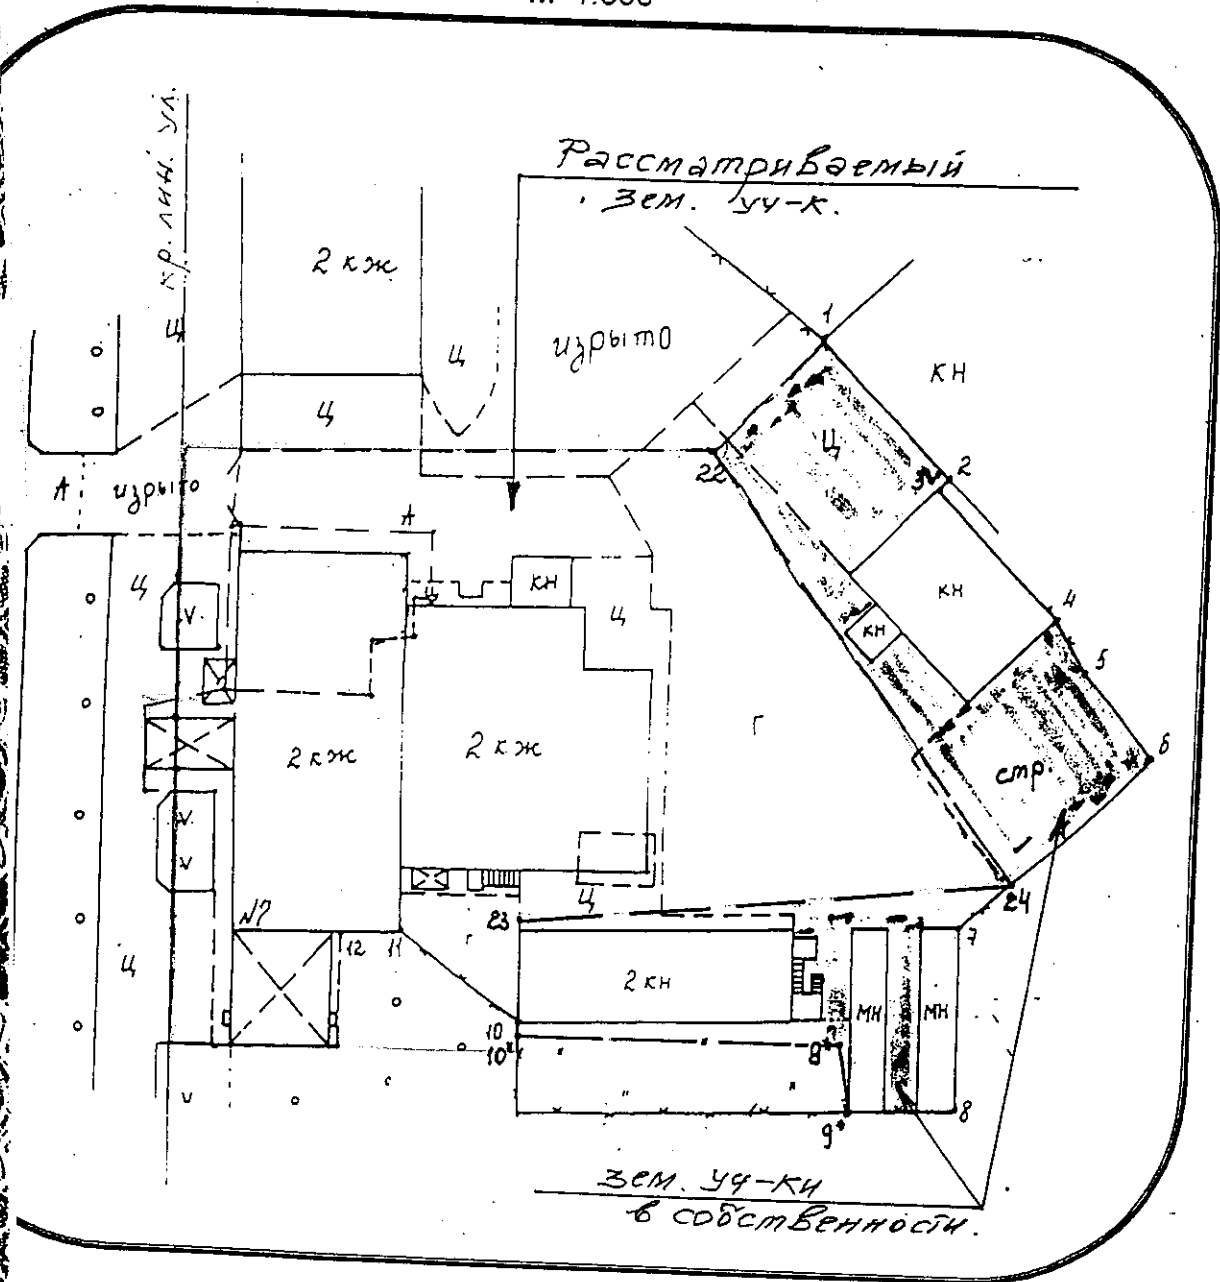 кр. лин. ул.
Рассматриваемый
зем. уч-к.
2 кж
изрыто
1
КН
Ц
Ц
Ц
Ц
22
3
2
А
изрыто
А
КН
КН
4
Ц
V
Ц
КН
5
6
2 кж
2 кж
Г
стр.
V
V
Ц
24
23
7
12
11
Г
Ц
2 кн
МН
МН
10
10*
8*
9*
8
V
с
зем. уч-ки
в собственности.